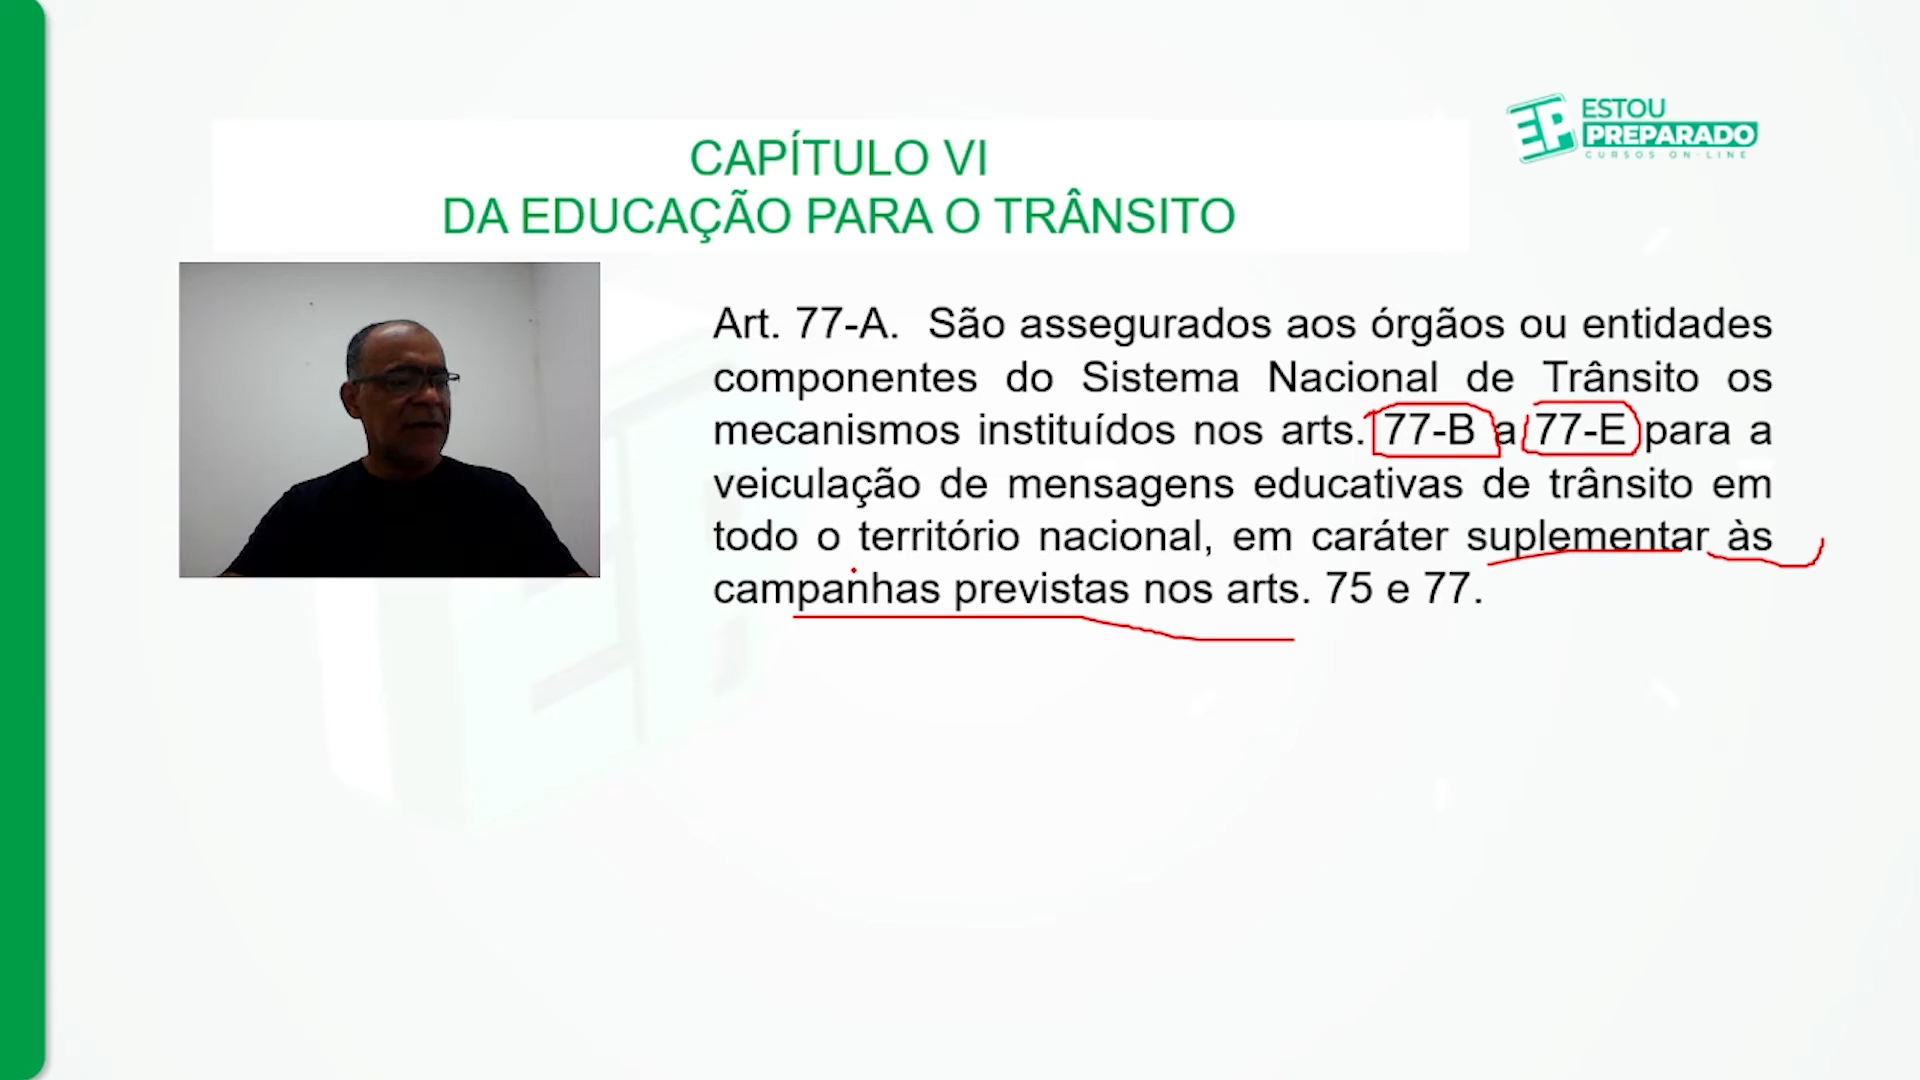 ESTOU
PREPARADO
CURSOS ON-LINE
CAPÍTULO VI
DA EDUCAÇÃO PARA O TRÂNSITO
Art. 77-A. São assegurados aos órgãos ou entidades
componentes do Sistema Nacional de Trânsito os
mecanismos instituídos nos arts. 77-B a 77-E para a
veiculação de mensagens educativas de trânsito em
todo o território nacional, em caráter suplementar às
campanhas previstas nos arts. 75 e 77.